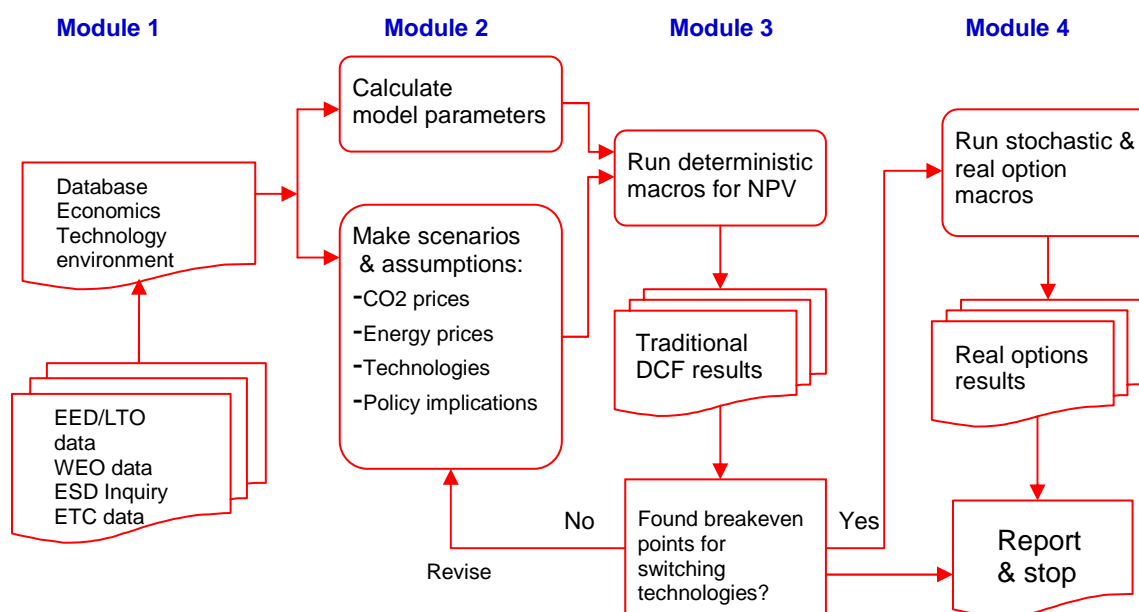 Module 1
Module 2
Module 3
Module 4
Database
Economics
Technology
environment
EED/LTO
data
WEO data
ESD Inquiry
ETC data
Calculate
model parameters
Make scenarios
& assumptions:
-CO2 prices
-Energy prices
-Technologies
-Policy implications
Run deterministic
macros for NPV
Traditional
DCF results
Found breakeven
points for
switching
technologies?
No
Revise
Yes
Run stochastic &
real option
macros
Real options
results
Report
& stop